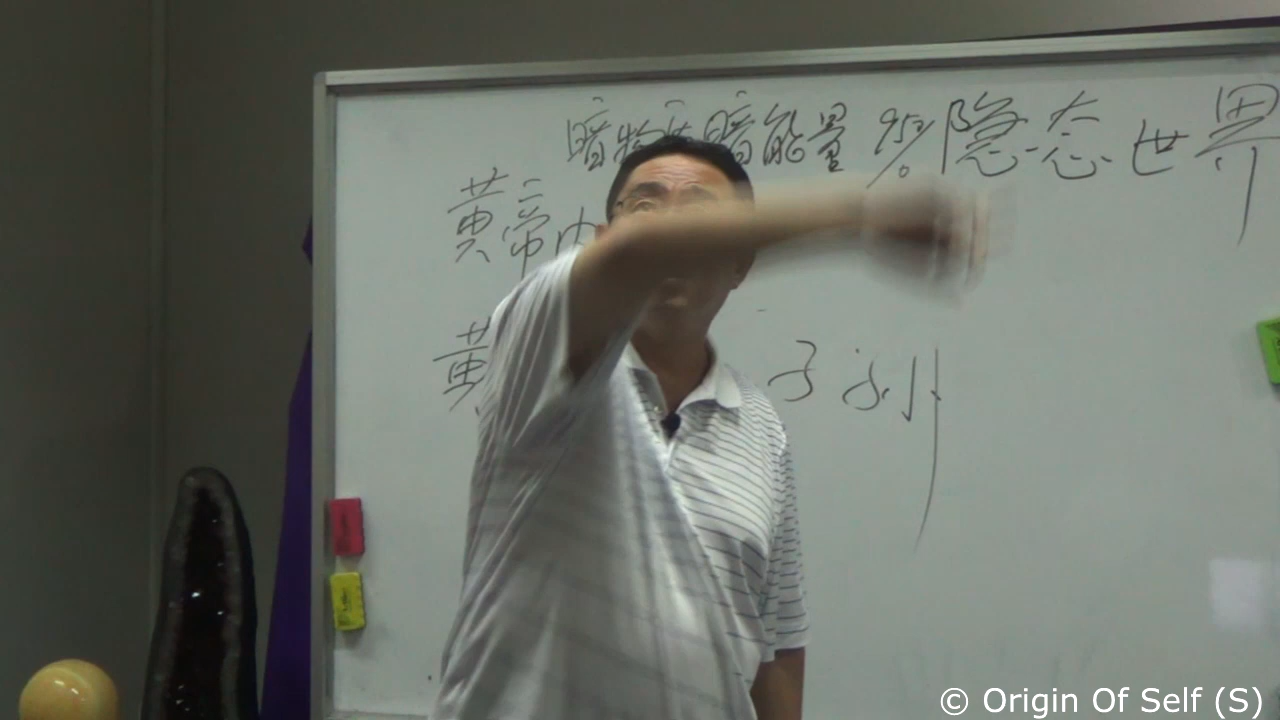 暗物质暗能量 95% 隐态世界
黄帝内
黄 子 
© Origin Of Self (S)